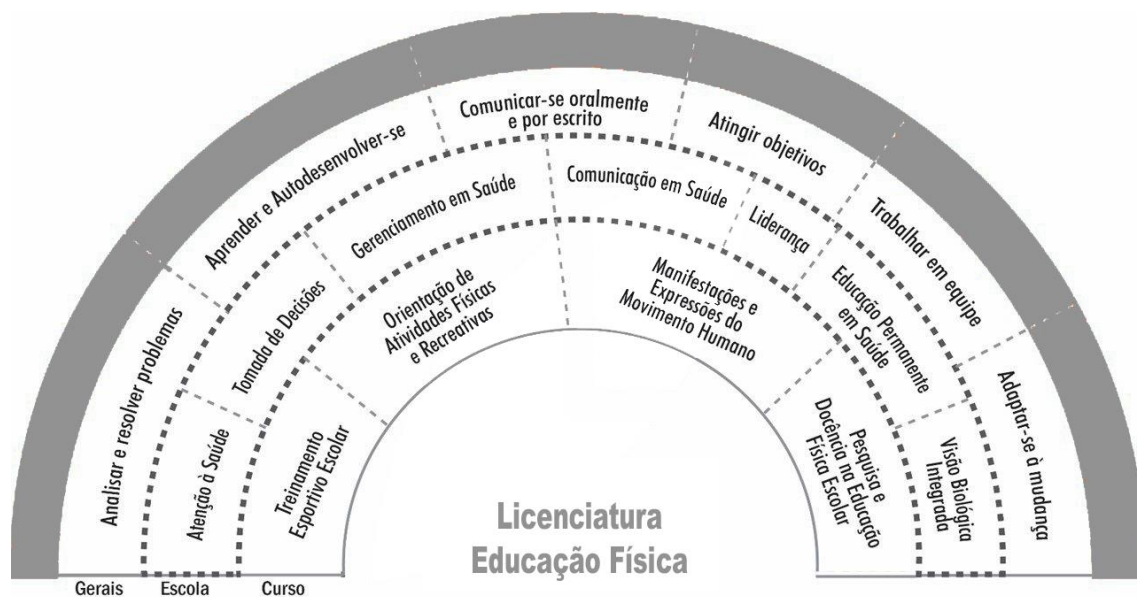 Analisar e resolver problemas
Aprender e Autodesenvolver-se
Comunicar-se oralmente
e por escrito
Atingir objetivos
Trabalhar em equipe
Adaptar-se à mudança
Atenção à Saúde
Tomada de Decisões
Gerenciamento em Saúde
Comunicação em Saúde
Liderança
Educação Permanente
em Saúde
Visão Biológica
Integrada
Treinamento
Esportivo Escolar
Orientação de
Atividades Físicas
e Recreativas
Manifestações e
Expressões do
Movimento Humano
Pesquisa e
Docência na Educação
Física Escolar
Licenciatura
Educação Física
Gerais
Escola
Curso